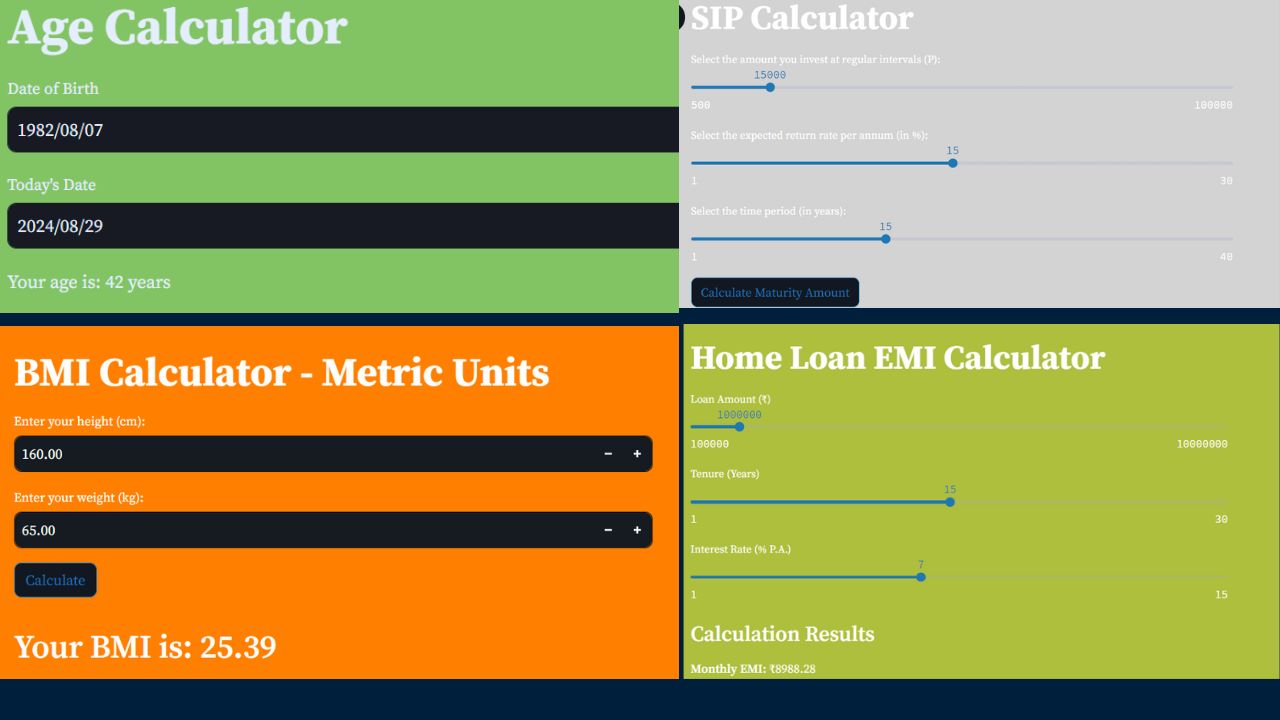 Age Calculator
Date of Birth
1982/08/07
Today's Date
2024/08/29
Your age is: 42 years
SIP Calculator
Select the amount you invest at regular intervals (P):
15000
500 100000
Select the expected return rate per annum (in %):
15
1 30
Select the time period (in years):
15
1 40
Calculate Maturity Amount
BMI Calculator - Metric Units
Enter your height (cm):
160.00 − +
Enter your weight (kg):
65.00 − +
Calculate
Your BMI is: 25.39
Home Loan EMI Calculator
Loan Amount (₹)
1000000
100000 10000000
Tenure (Years)
15
1 30
Interest Rate (% P.A.)
7
1 15
Calculation Results
Monthly EMI: ₹8988.28